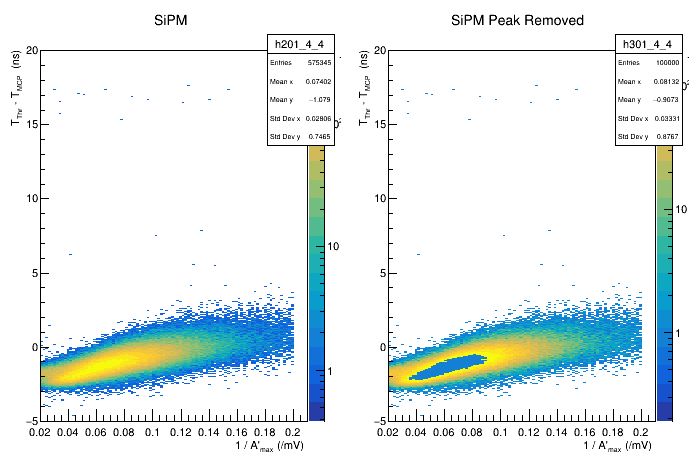 SiPM
h201_4_4
Entries 575345
Mean x 0.07402
Mean y −1.079
Std Dev x 0.02806
Std Dev y 0.7465
T_Thr - T_MCP (ns)
20
15
10
5
0
−5
0.02 0.04 0.06 0.08 0.1 0.12 0.14 0.16 0.18 0.2
1 / A'_max (/mV)
10
1
SiPM Peak Removed
h301_4_4
Entries 100000
Mean x 0.08132
Mean y −0.9073
Std Dev x 0.03331
Std Dev y 0.8767
T_Thr - T_MCP (ns)
20
15
10
5
0
−5
0.02 0.04 0.06 0.08 0.1 0.12 0.14 0.16 0.18 0.2
1 / A'_max (/mV)
10
1